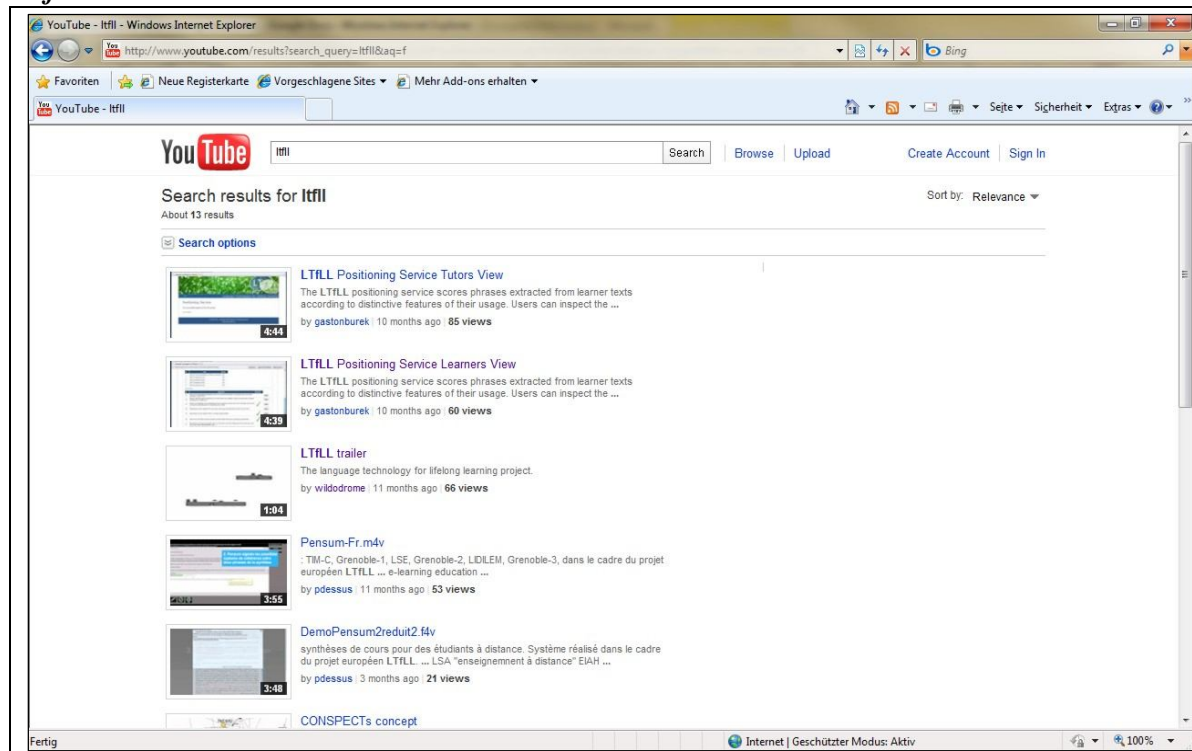 YouTube - ltfll - Windows Internet Explorer
http://www.youtube.com/results?search_query=ltfll&aq=f
Bing
Favoriten Neue Registerkarte Vorgeschlagene Sites Mehr Add-ons erhalten
YouTube - ltfll
Seite Sicherheit Extras
YouTube ltfll Search Browse Upload Create Account Sign In
Search results for ltfll Sort by: Relevance
About 13 results
Search options
LTfLL Positioning Service Tutors View
The LTfLL positioning service scores phrases extracted from learner texts
according to distinctive features of their usage. Users can inspect the ...
by gastonburek 10 months ago 85 views
4:44
LTfLL Positioning Service Learners View
The LTfLL positioning service scores phrases extracted from learner texts
according to distinctive features of their usage. Users can inspect the ...
by gastonburek 10 months ago 60 views
4:39
LTfLL trailer
The language technology for lifelong learning project.
by wildodrome 11 months ago 66 views
1:04
Pensum-Fr.m4v
: TIM-C, Grenoble-1, LSE, Grenoble-2, LIDILEM, Grenoble-3, dans le cadre du projet
européen LTfLL ... e-learning education ...
by pdessus 11 months ago 53 views
3:55
DemoPensum2reduit2.f4v
synthèses de cours pour des étudiants à distance. Système réalisé dans le cadre
du projet européen LTfLL. ... LSA "enseignemnent à distance" EIAH ...
by pdessus 3 months ago 21 views
3:48
CONSPECTs concept
Fertig Internet | Geschützter Modus: Aktiv 100%